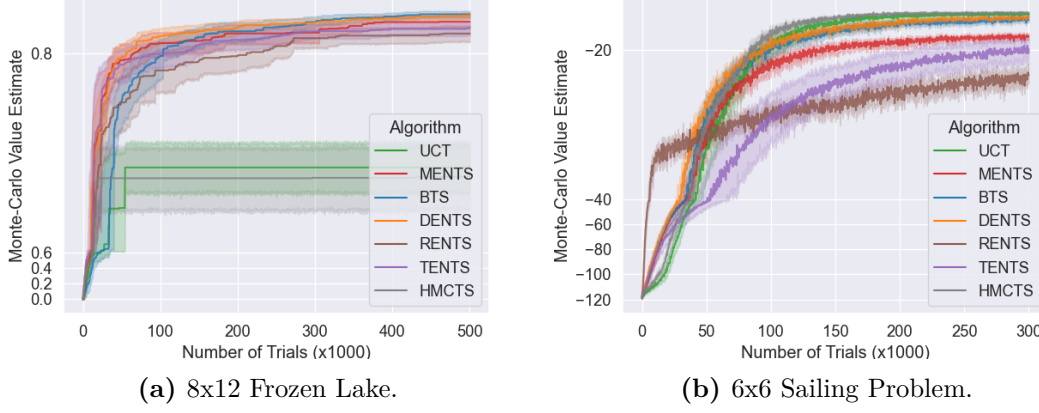 Monte-Carlo Value Estimate
0.8
0.6
0.4
0.2
0.0
Algorithm
UCT
MENTS
BTS
DENTS
RENTS
TENTS
HMCTS
0 100 200 300 400 500
Number of Trials (x1000)
(a) 8x12 Frozen Lake.
Monte-Carlo Value Estimate
−20
−40
−60
−80
−100
−120
Algorithm
UCT
MENTS
BTS
DENTS
RENTS
TENTS
HMCTS
0 50 100 150 200 250 300
Number of Trials (x1000)
(b) 6x6 Sailing Problem.